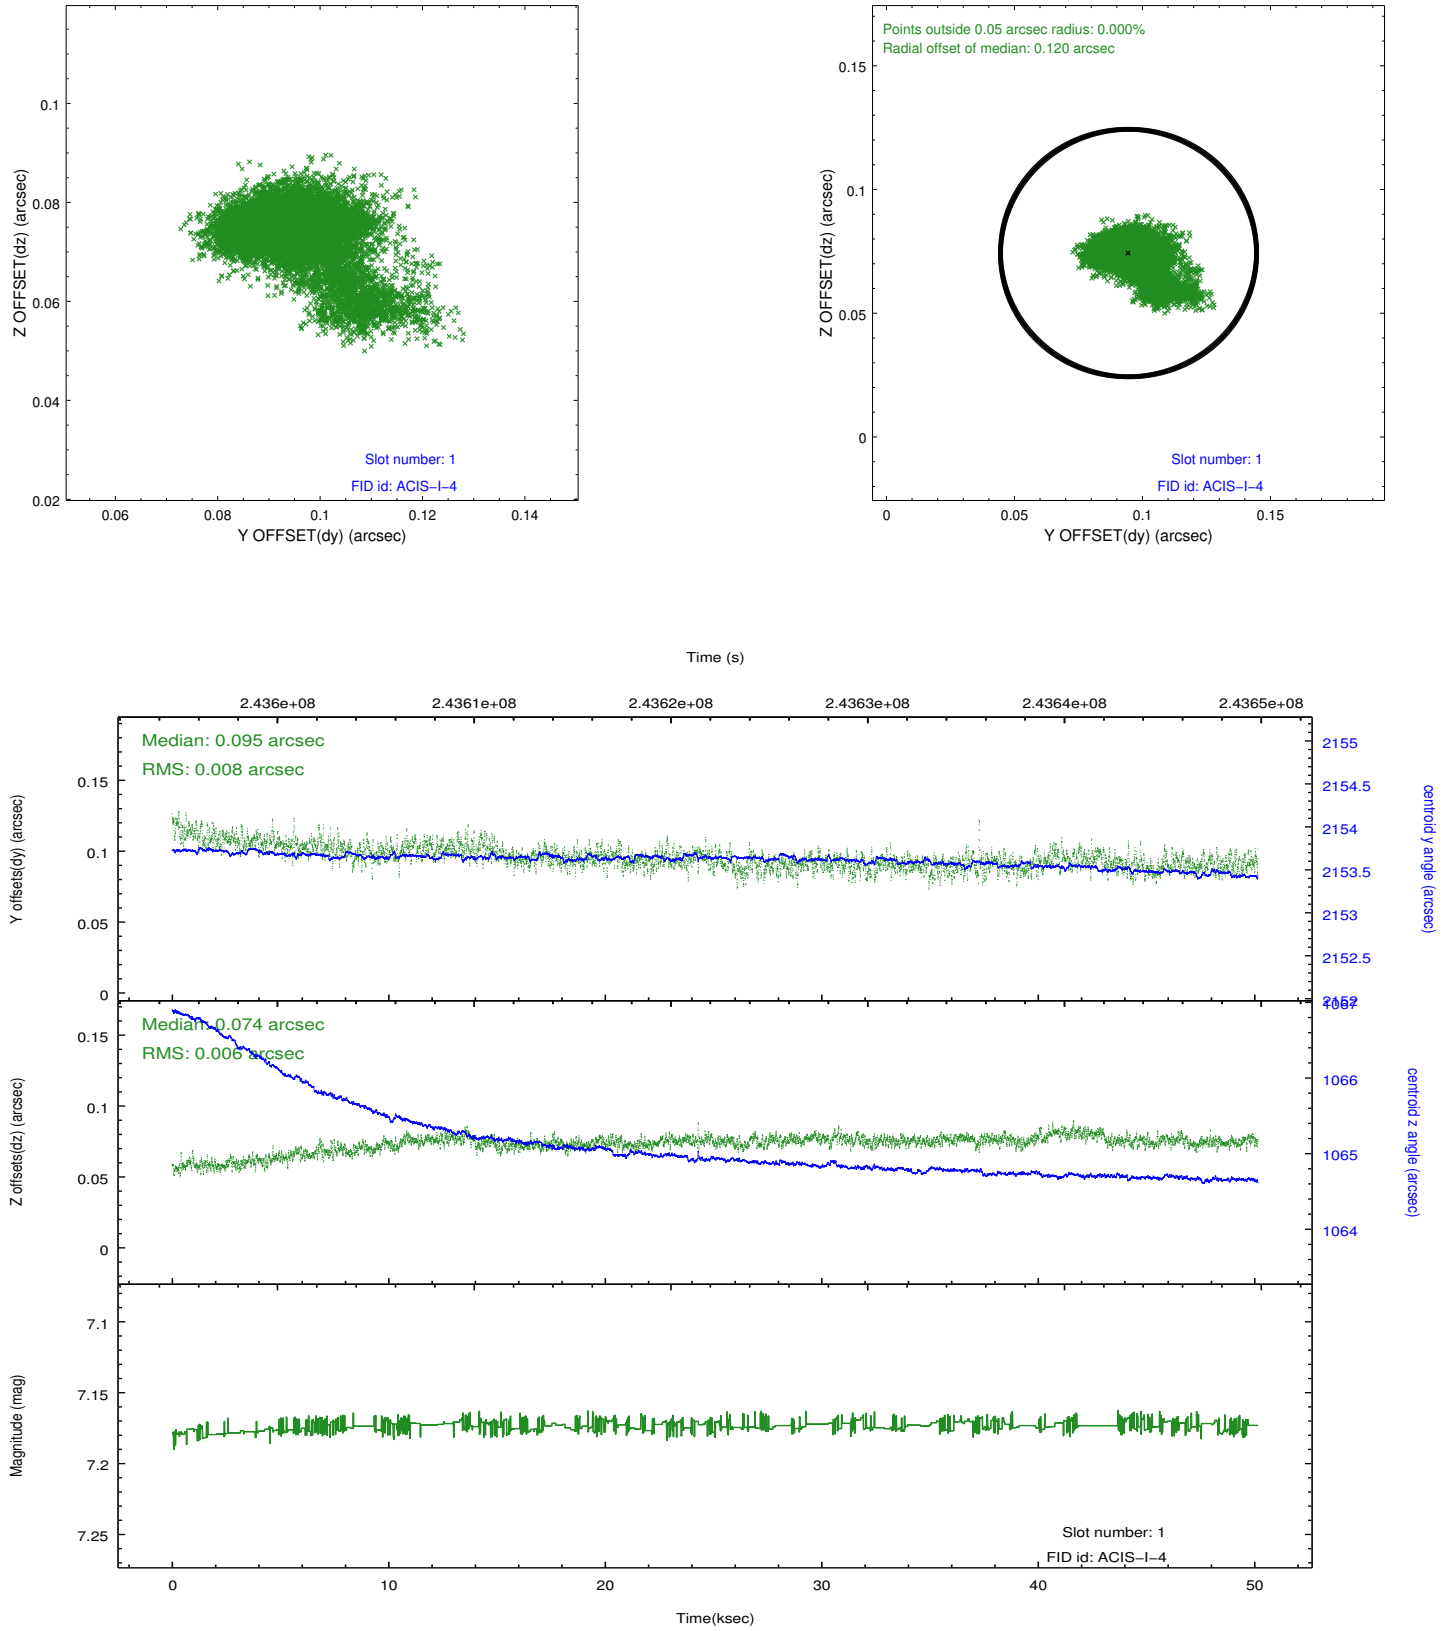 0.1
0.08
0.06
0.04
0.02
Z OFFSET(dz) (arcsec)
Slot number: 1
FID id: ACIS−I−4
0.06 0.08 0.1 0.12 0.14
Y OFFSET(dy) (arcsec)
Points outside 0.05 arcsec radius: 0.000%
Radial offset of median: 0.120 arcsec
0.15
0.1
0.05
0
Z OFFSET(dz) (arcsec)
Slot number: 1
FID id: ACIS−I−4
0 0.05 0.1 0.15
Y OFFSET(dy) (arcsec)
Time (s)
2.436e+08 2.4361e+08 2.4362e+08 2.4363e+08 2.4364e+08 2.4365e+08
Median: 0.095 arcsec
RMS: 0.008 arcsec
0.15
0.1
0.05
0
Y offsets(dy) (arcsec)
2155
2154.5
2154
2153.5
2153
2152.5
2152
centroid y angle (arcsec)
Median: 0.074 arcsec
RMS: 0.006 arcsec
0.15
0.1
0.05
0
Z offsets(dz) (arcsec)
1067
1066
1065
1064
centroid z angle (arcsec)
7.1
7.15
7.2
7.25
Magnitude (mag)
Slot number: 1
FID id: ACIS−I−4
0 10 20 30 40 50
Time(ksec)